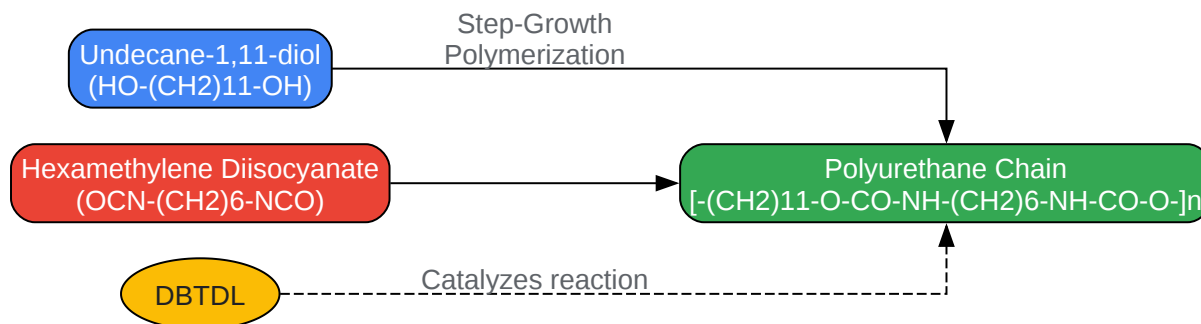 Undecane-1,11-diol
(HO-(CH2)11-OH)
Step-Growth
Polymerization
Hexamethylene Diisocyanate
(OCN-(CH2)6-NCO)
Polyurethane Chain
[-(CH2)11-O-CO-NH-(CH2)6-NH-CO-O-]n
DBTDL
Catalyzes reaction